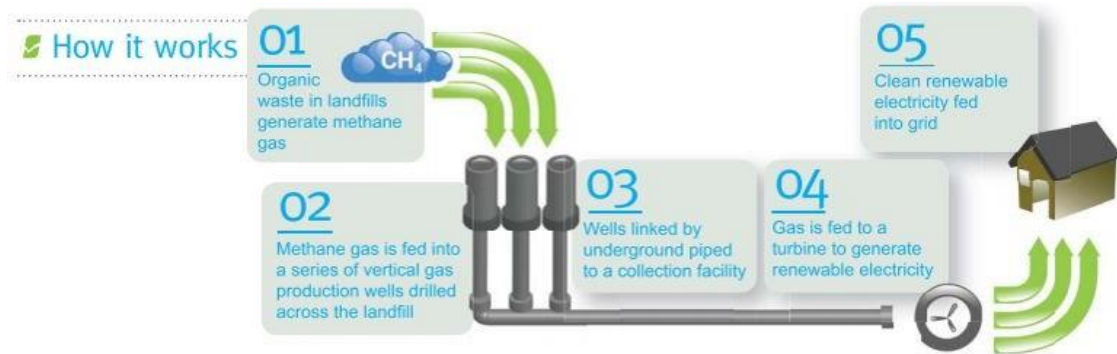 How it works
01
Organic
waste in landfills
generate methane
gas
CH4
02
Methane gas is fed into
a series of vertical gas
production wells drilled
across the landfill
03
Wells linked by
underground piped
to a collection facility
04
Gas is fed to a
turbine to generate
renewable electricity
05
Clean renewable
electricity fed
into grid